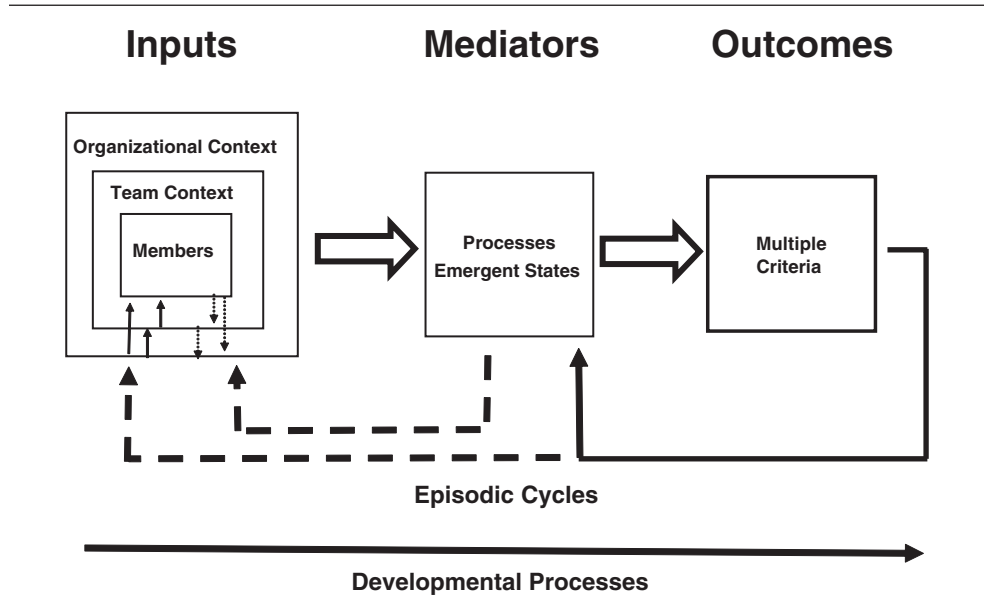 Inputs
Mediators
Outcomes
Organizational Context
Team Context
Members
Processes
Emergent States
Multiple
Criteria
Episodic Cycles
Developmental Processes